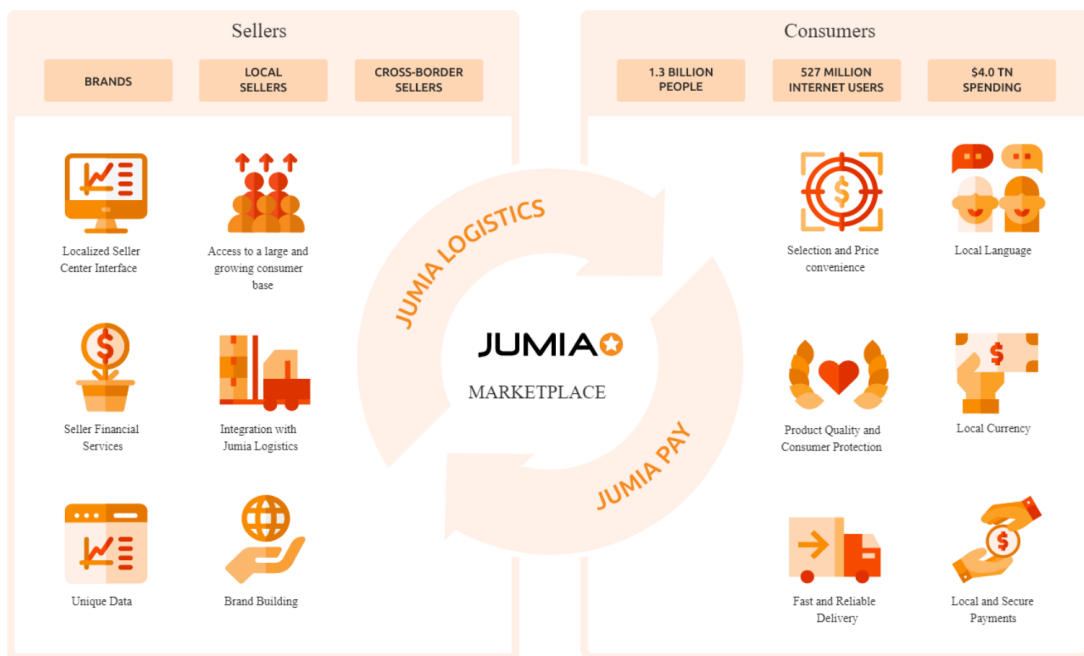 Sellers
BRANDS
LOCAL
SELLERS
CROSS-BORDER
SELLERS
Localized Seller
Center Interface
Access to a large and
growing consumer
base
Seller Financial
Services
Integration with
Jumia Logistics
Unique Data
Brand Building
JUMIA LOGISTICS
JUMIA
MARKETPLACE
JUMIA PAY
Consumers
1.3 BILLION
PEOPLE
527 MILLION
INTERNET USERS
$4.0 TN
SPENDING
Selection and Price
convenience
Local Language
Product Quality and
Consumer Protection
Local Currency
Fast and Reliable
Delivery
Local and Secure
Payments